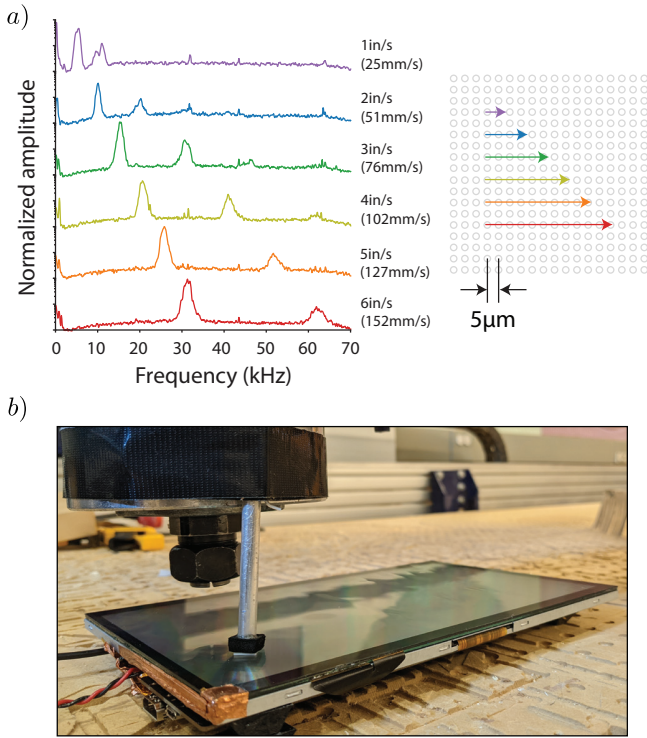 a)
Normalized amplitude
1in/s
(25mm/s)
2in/s
(51mm/s)
3in/s
(76mm/s)
4in/s
(102mm/s)
5in/s
(127mm/s)
6in/s
(152mm/s)
0 10 20 30 40 50 60 70
Frequency (kHz)
5μm
b)